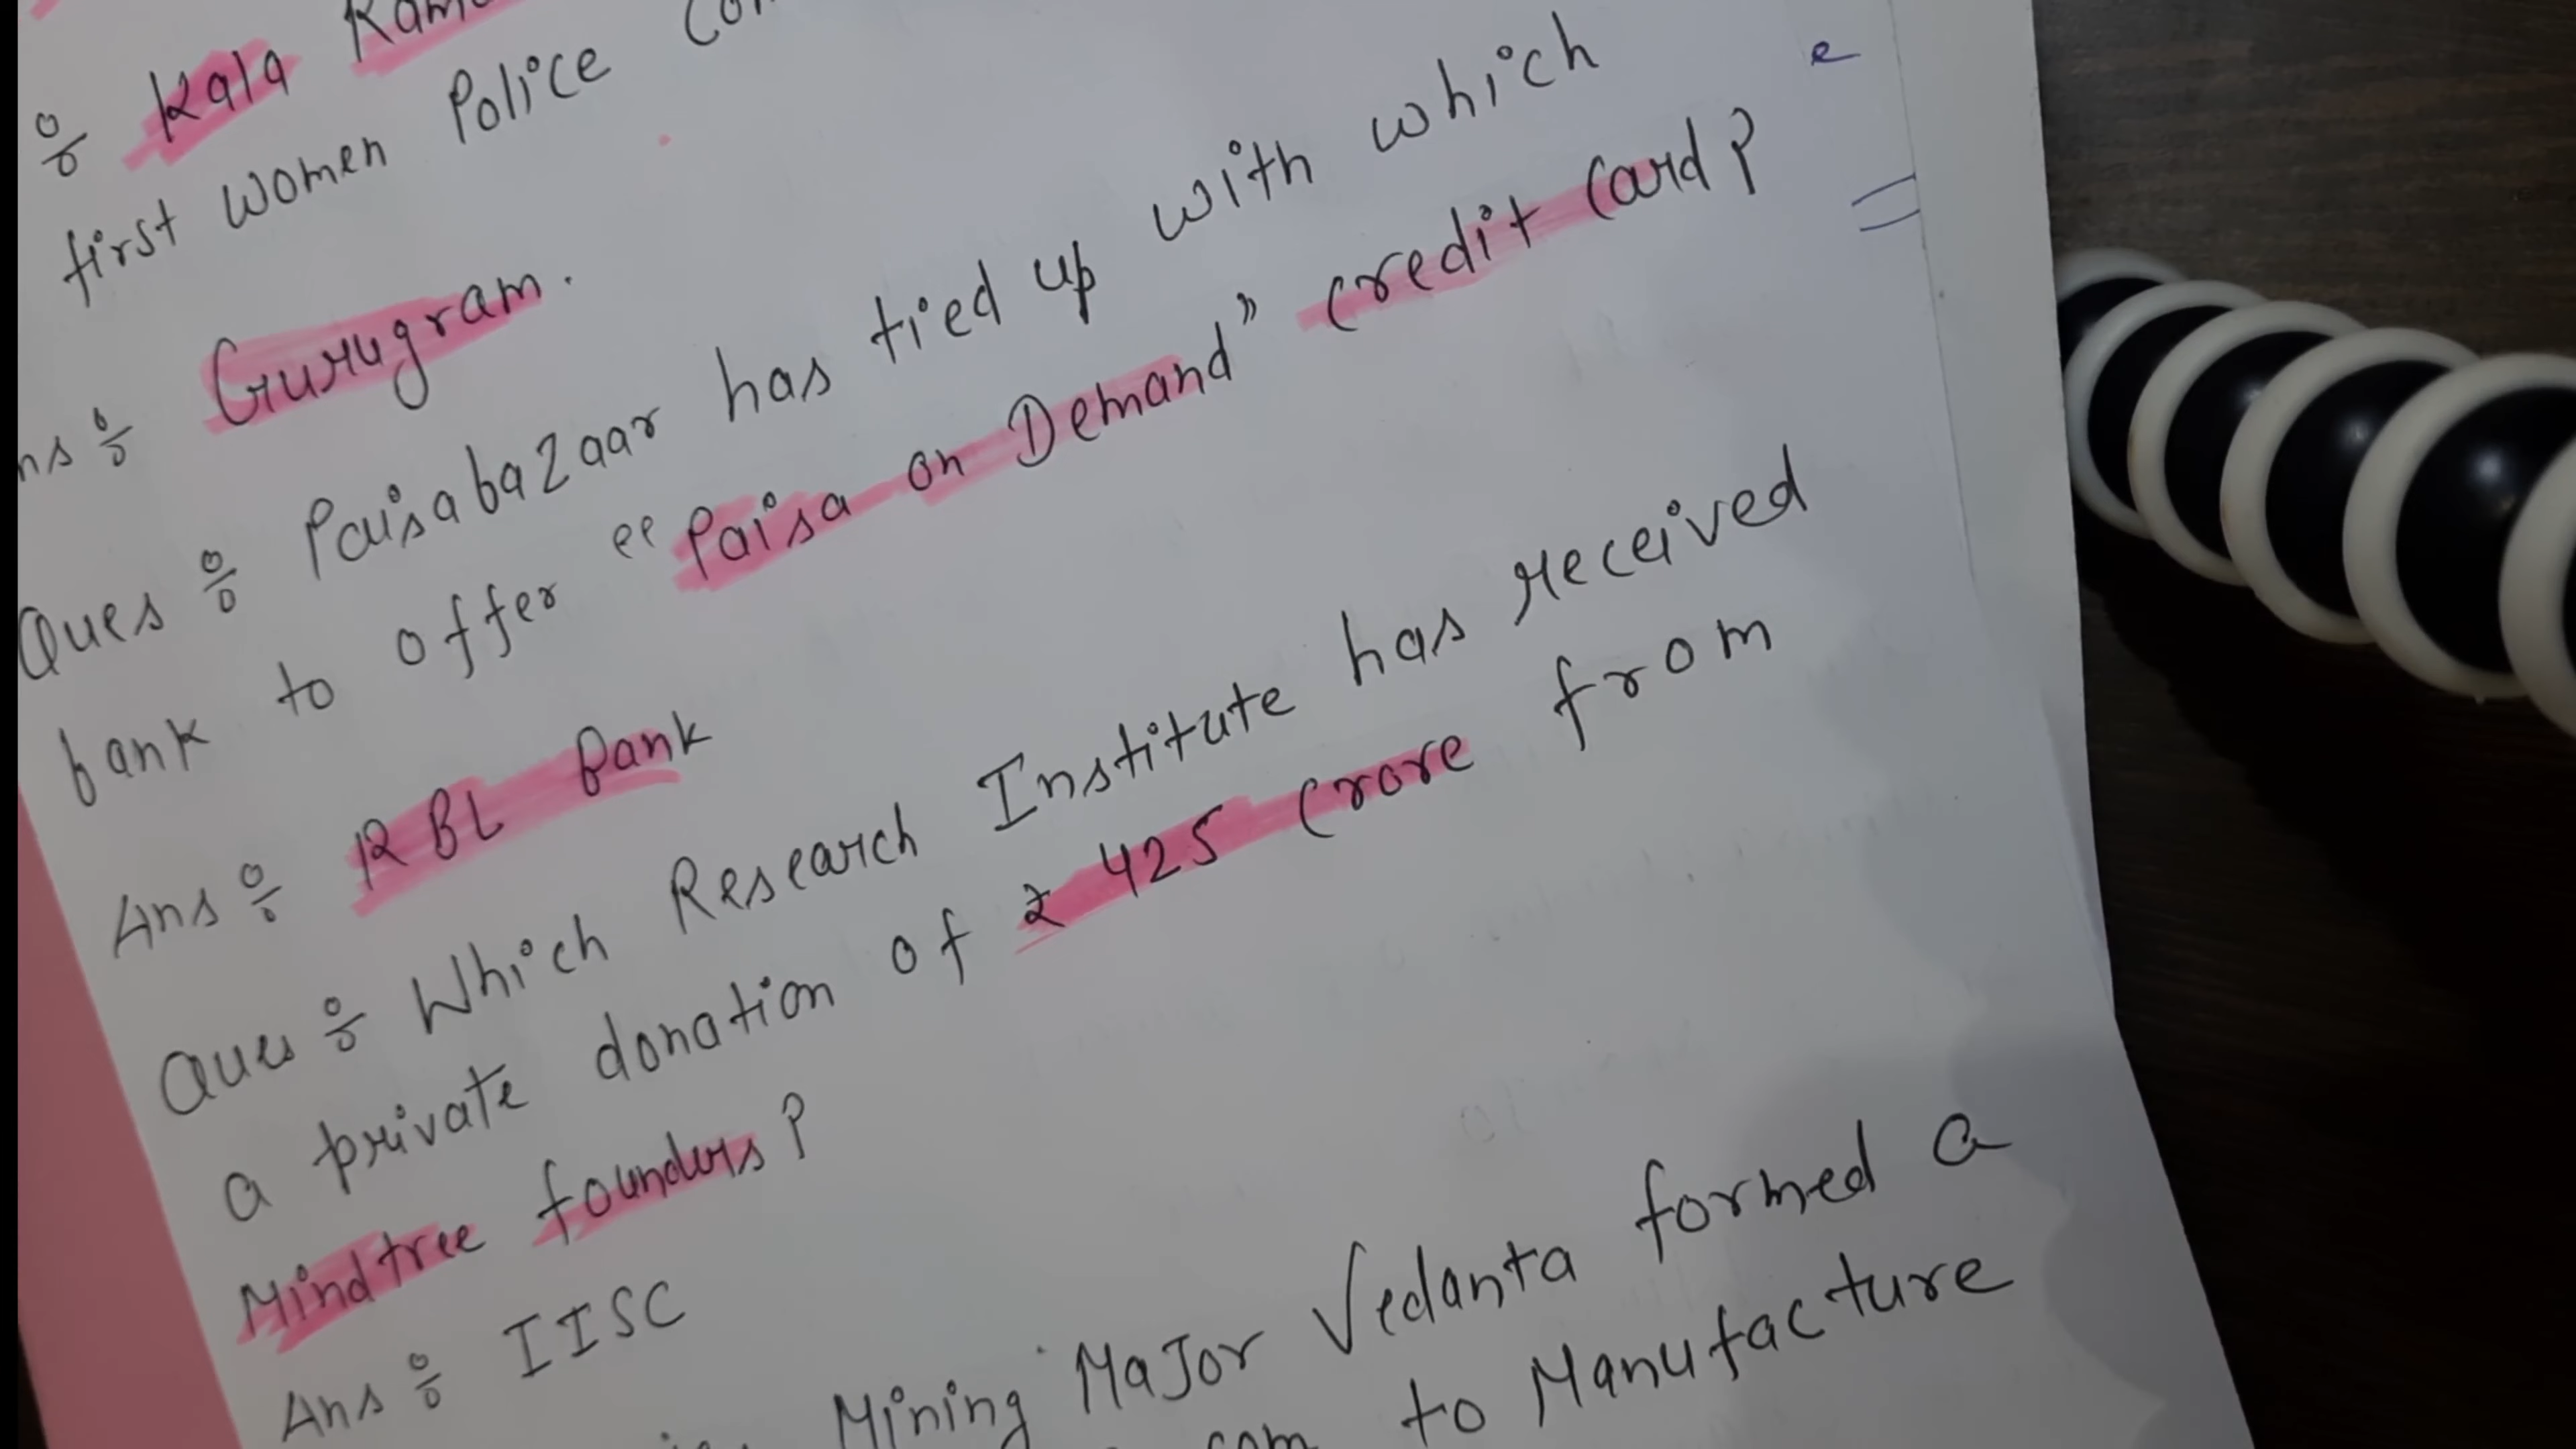 : Kala
first Women Police
ns: Gurugram.
Ques: Paisabazaar has tied up with which
bank to offer "Paisa on Demand" credit Card?
Ans: RBL Bank
Ques: Which Research Institute has received
a private donation of ₹ 425 Crore from
Mindtree founders?
Ans: IISC
Mining Major Vedanta formed a
to Manufacture